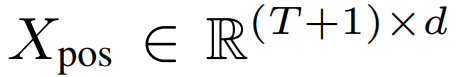 X_pos ∈ ℝ^(T+1)×d